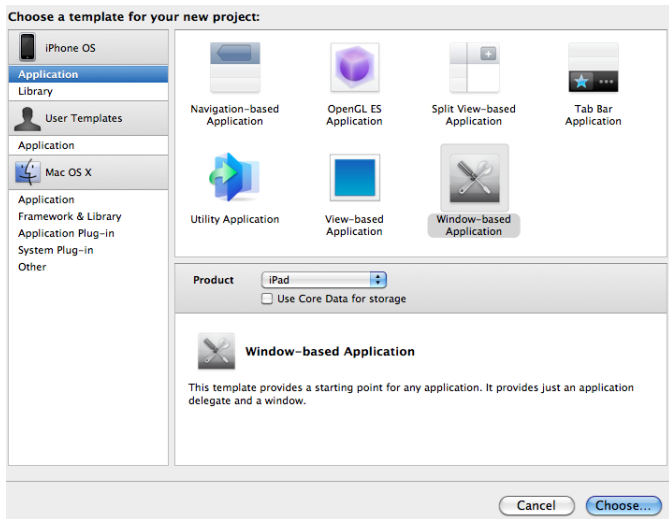 Choose a template for your new project:
iPhone OS
Application
Library
User Templates
Application
Mac OS X
Application
Framework & Library
Application Plug-in
System Plug-in
Other
Navigation-based
Application
OpenGL ES
Application
Split View-based
Application
Tab Bar
Application
Utility Application
View-based
Application
Window-based
Application
Product
iPad
Use Core Data for storage
Window-based Application
This template provides a starting point for any application. It provides just an application
delegate and a window.
Cancel
Choose...